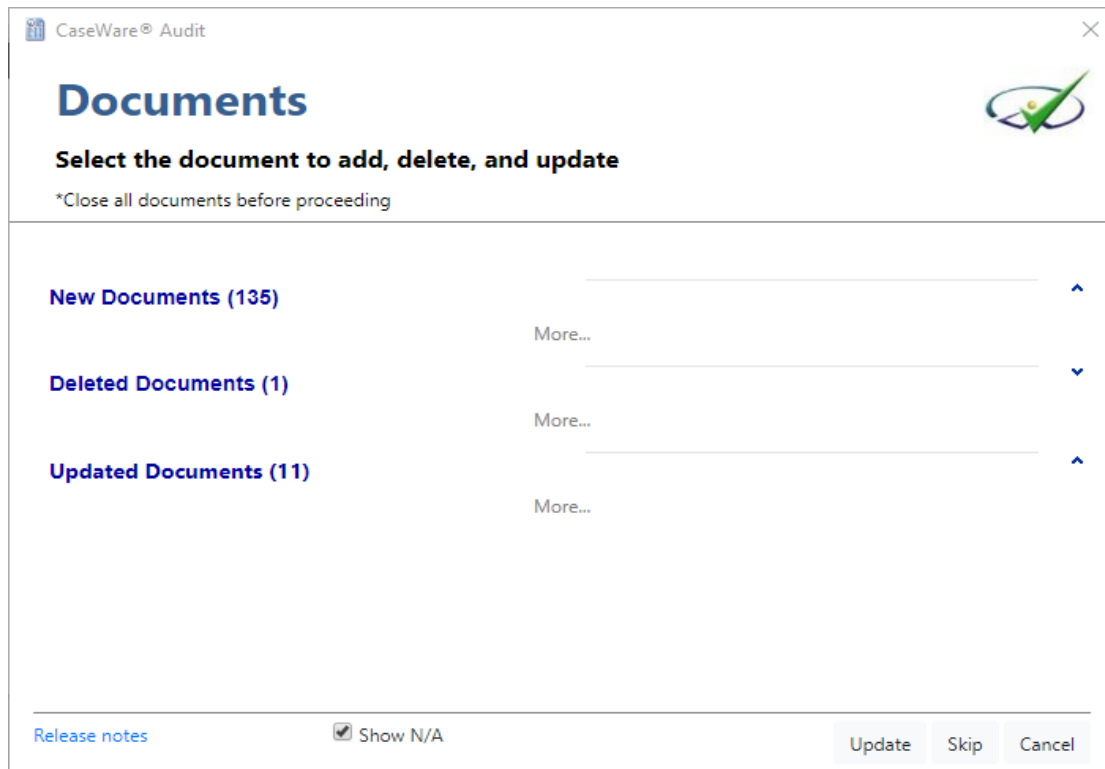 CaseWare® Audit
Documents
Select the document to add, delete, and update
*Close all documents before proceeding
New Documents (135)
More...
Deleted Documents (1)
More...
Updated Documents (11)
More...
Release notes
Show N/A
Update
Skip
Cancel